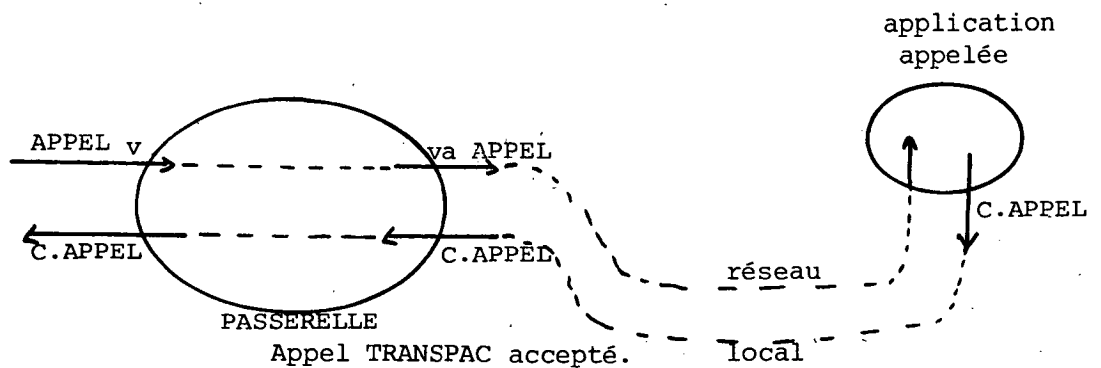 application
appelée
APPEL v
va APPEL
C.APPEL
C.APPEL
C.APPEL
réseau
PASSERELLE
Appel TRANSPAC accepté.
local